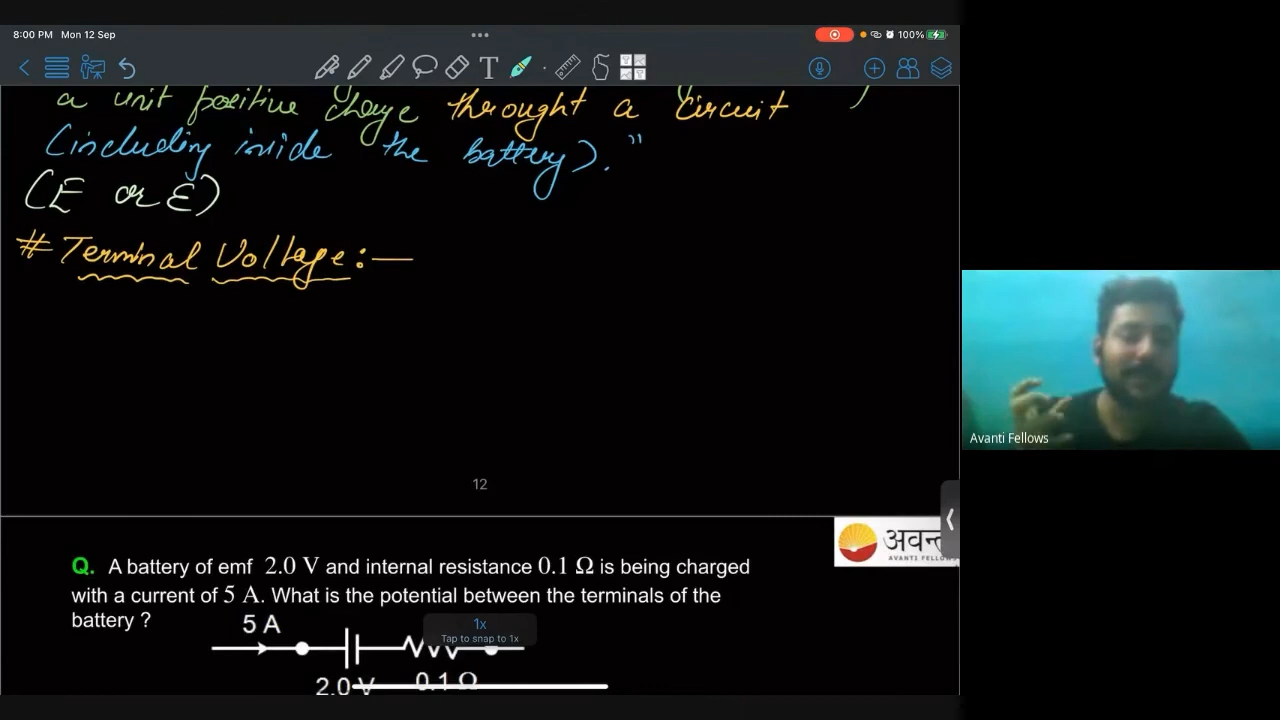 8:00 PM Mon 12 Sep
100%
T
a unit positive charge throught a circuit
(including inside the battery)."
(E or ε)
# Terminal Voltage:—
Avanti Fellows
12
अवन्
AVANTI FELL
Q. A battery of emf 2.0 V and internal resistance 0.1 Ω is being charged
with a current of 5 A. What is the potential between the terminals of the
battery ?
5 A
1x
Tap to snap to 1x
2.0 V 0.1 Ω